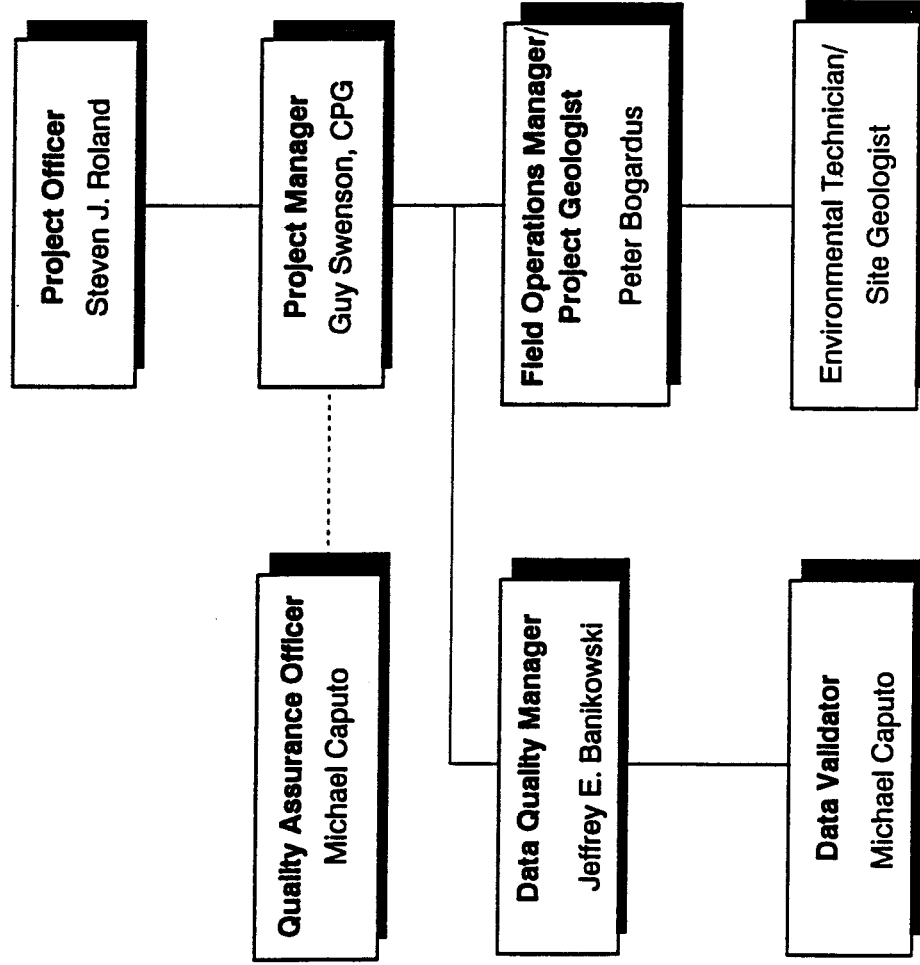 Project Officer
Steven J. Roland
Quality Assurance Officer
Michael Caputo
Project Manager
Guy Swenson, CPG
Data Quality Manager
Jeffrey E. Banikowski
Field Operations Manager/
Project Geologist
Peter Bogardus
Data Validator
Michael Caputo
Environmental Technician/
Site Geologist